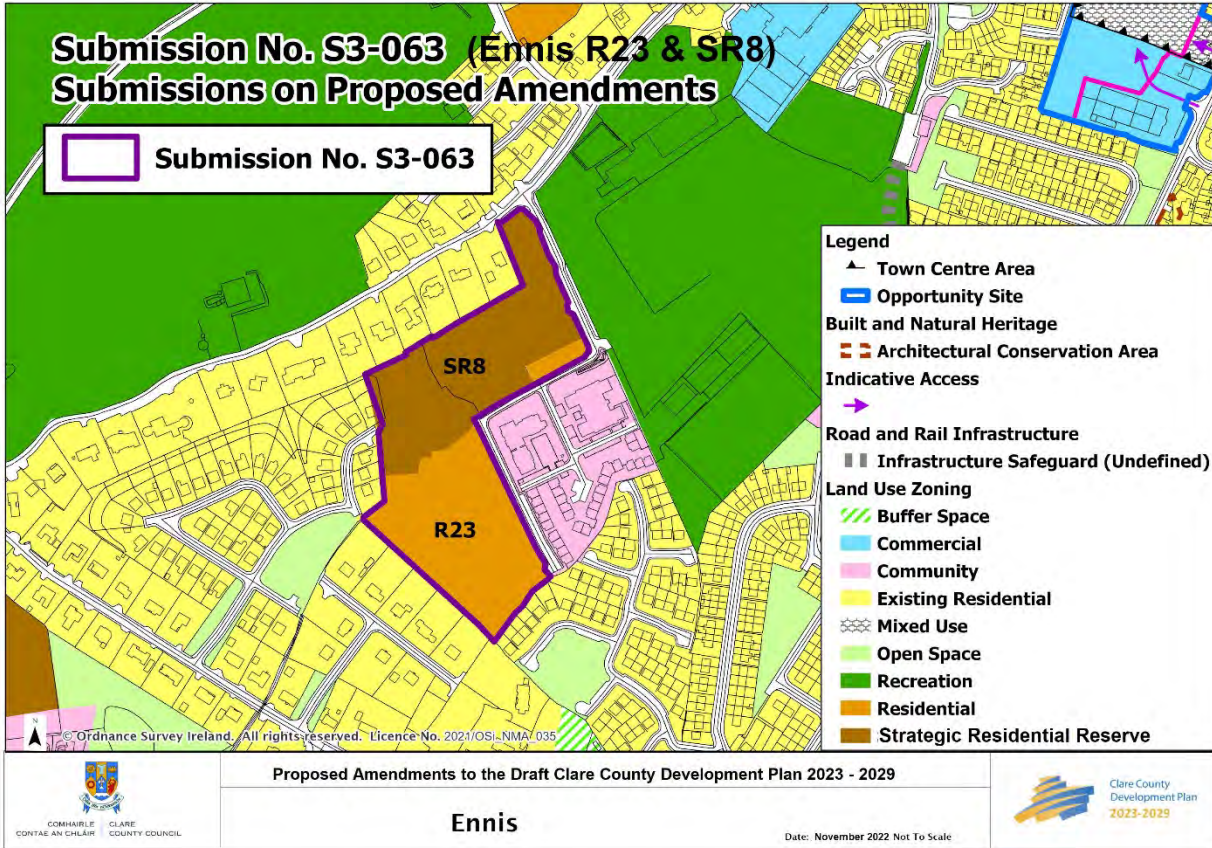 Submission No. S3-063 (Ennis R23 & SR8)
Submissions on Proposed Amendments
Submission No. S3-063
SR8
R23
Legend
Town Centre Area
Opportunity Site
Built and Natural Heritage
Architectural Conservation Area
Indicative Access
Road and Rail Infrastructure
Infrastructure Safeguard (Undefined)
Land Use Zoning
Buffer Space
Commercial
Community
Existing Residential
Mixed Use
Open Space
Recreation
Residential
Strategic Residential Reserve
N
© Ordnance Survey Ireland. All rights reserved. Licence No. 2021/OSi_NMA_035
COMHAIRLE CONTAE AN CHLÁIR
CLARE COUNTY COUNCIL
Proposed Amendments to the Draft Clare County Development Plan 2023 - 2029
Ennis
Date: November 2022 Not To Scale
Clare County
Development Plan
2023-2029